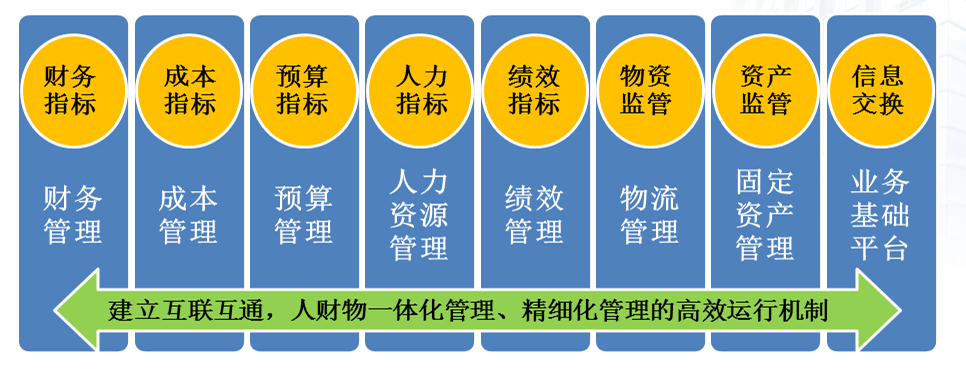 财务
指标
成本
指标
预算
指标
人力
指标
绩效
指标
物资
监管
资产
监管
信息
交换
财务
管理
成本
管理
预算
管理
人力
资源
管理
绩效
管理
物流
管理
固定
资产
管理
业务
基础
平台
建立互联互通，人财物一体化管理、精细化管理的高效运行机制